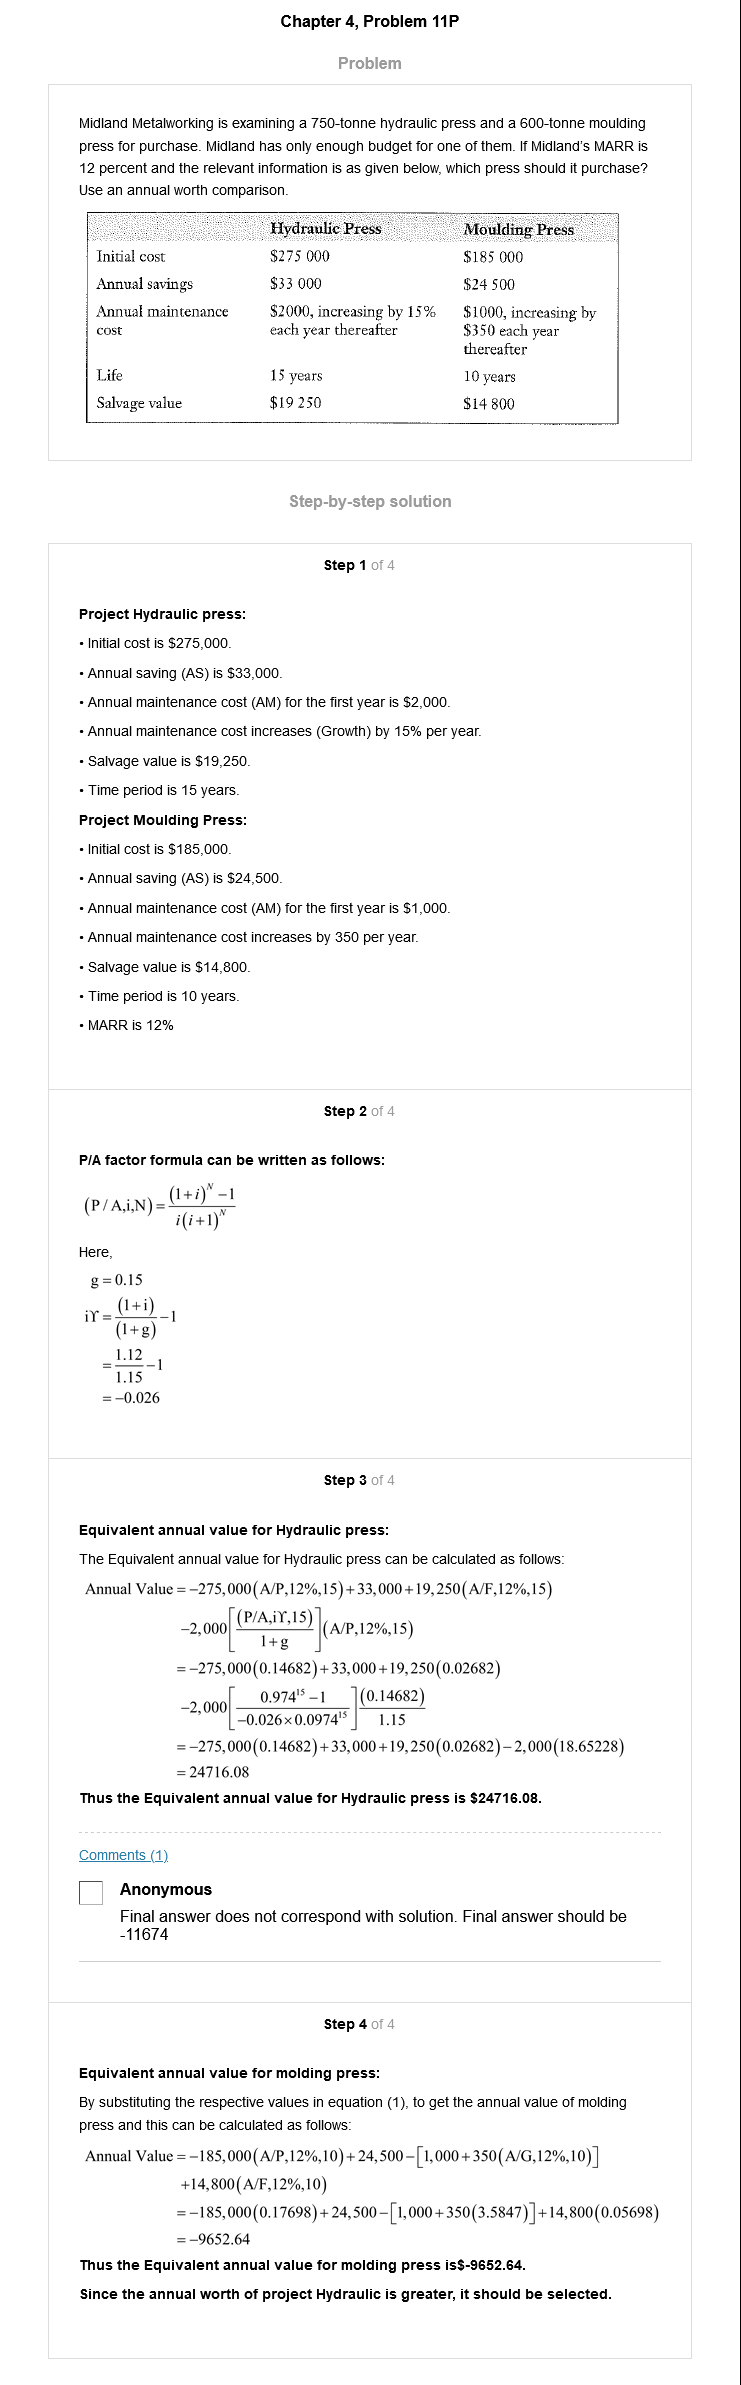 Chapter 4, Problem 11P
Problem
Midland Metalworking is examining a 750-tonne hydraulic press and a 600-tonne moulding
press for purchase. Midland has only enough budget for one of them. If Midland's MARR is
12 percent and the relevant information is as given below, which press should it purchase?
Use an annual worth comparison.
Hydraulic Press Moulding Press
Initial cost $275 000 $185 000
Annual savings $33 000 $24 500
Annual maintenance cost $2000, increasing by 15% each year thereafter $1000, increasing by $350 each year thereafter
Life 15 years 10 years
Salvage value $19 250 $14 800
Step-by-step solution
Step 1 of 4
Project Hydraulic press:
• Initial cost is $275,000.
• Annual saving (AS) is $33,000.
• Annual maintenance cost (AM) for the first year is $2,000.
• Annual maintenance cost increases (Growth) by 15% per year.
• Salvage value is $19,250.
• Time period is 15 years.
Project Moulding Press:
• Initial cost is $185,000.
• Annual saving (AS) is $24,500.
• Annual maintenance cost (AM) for the first year is $1,000.
• Annual maintenance cost increases by 350 per year.
• Salvage value is $14,800.
• Time period is 10 years.
• MARR is 12%
Step 2 of 4
P/A factor formula can be written as follows:
(P/A,i,N) = ((1+i)^N −1) / (i(i+1)^N)
Here,
g = 0.15
iϒ = (1+i)/(1+g) −1
= 1.12/1.15 −1
= −0.026
Step 3 of 4
Equivalent annual value for Hydraulic press:
The Equivalent annual value for Hydraulic press can be calculated as follows:
Annual Value = −275,000(A/P,12%,15)+33,000+19,250(A/F,12%,15)
−2,000[(P/A,iϒ,15)/(1+g)](A/P,12%,15)
= −275,000(0.14682)+33,000+19,250(0.02682)
−2,000[(0.974^15 −1)/(−0.026×0.0974^15)](0.14682)/1.15
= −275,000(0.14682)+33,000+19,250(0.02682)−2,000(18.65228)
= 24716.08
Thus the Equivalent annual value for Hydraulic press is $24716.08.
Comments (1)
Anonymous
Final answer does not correspond with solution. Final answer should be
-11674
Step 4 of 4
Equivalent annual value for molding press:
By substituting the respective values in equation (1), to get the annual value of molding
press and this can be calculated as follows:
Annual Value = −185,000(A/P,12%,10)+24,500−[1,000+350(A/G,12%,10)]
+14,800(A/F,12%,10)
= −185,000(0.17698)+24,500−[1,000+350(3.5847)]+14,800(0.05698)
= −9652.64
Thus the Equivalent annual value for molding press is$-9652.64.
Since the annual worth of project Hydraulic is greater, it should be selected.